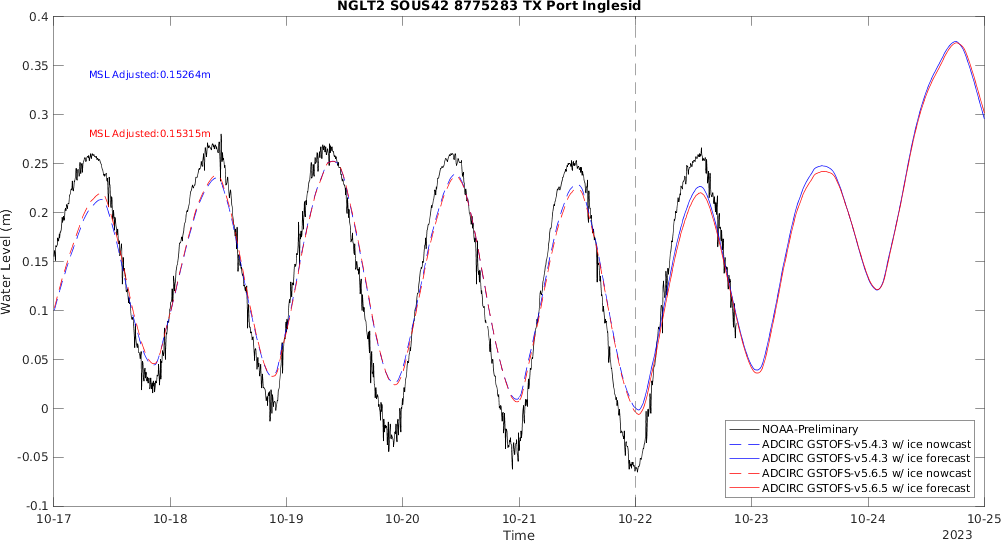 NGLT2 SOUS42 8775283 TX Port Inglesid
0.4
0.35
0.3
0.25
0.2
0.15
0.1
0.05
0
-0.05
-0.1
Water Level (m)
MSL Adjusted:0.15264m
MSL Adjusted:0.15315m
NOAA-Preliminary
ADCIRC GSTOFS-v5.4.3 w/ ice nowcast
ADCIRC GSTOFS-v5.4.3 w/ ice forecast
ADCIRC GSTOFS-v5.6.5 w/ ice nowcast
ADCIRC GSTOFS-v5.6.5 w/ ice forecast
10-17 10-18 10-19 10-20 10-21 10-22 10-23 10-24 10-25
Time
2023